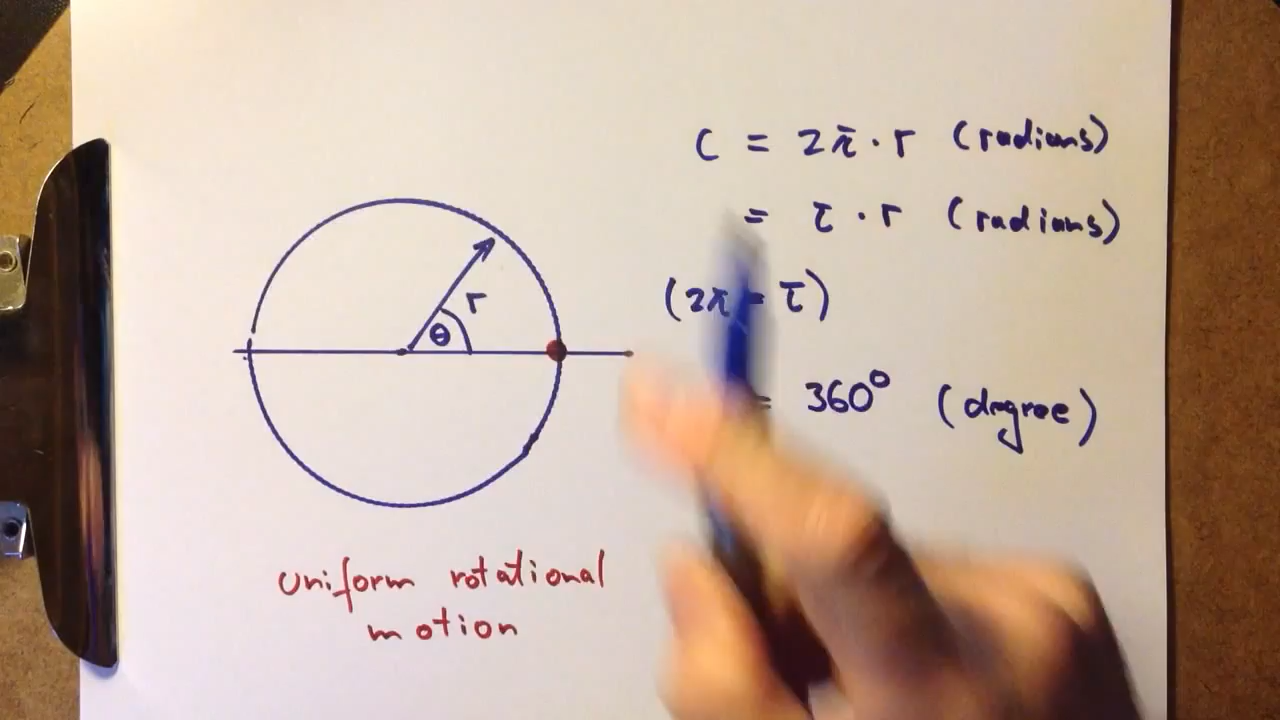 C = 2π · r (radians)
= τ · r (radians)
(2π = τ)
= 360° (degree)
r
θ
uniform rotational
motion